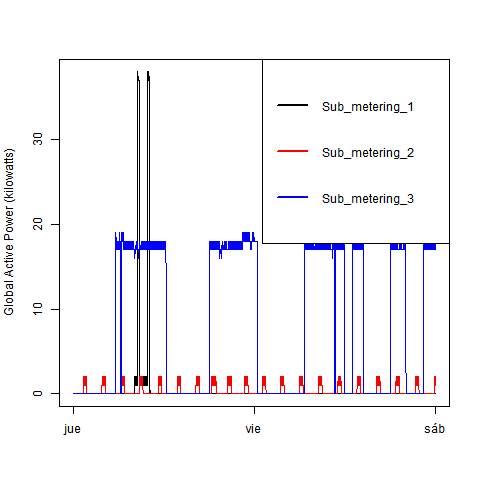 Sub_metering_1
Sub_metering_2
Sub_metering_3
Global Active Power (kilowatts)
30
20
10
0
jue vie sáb